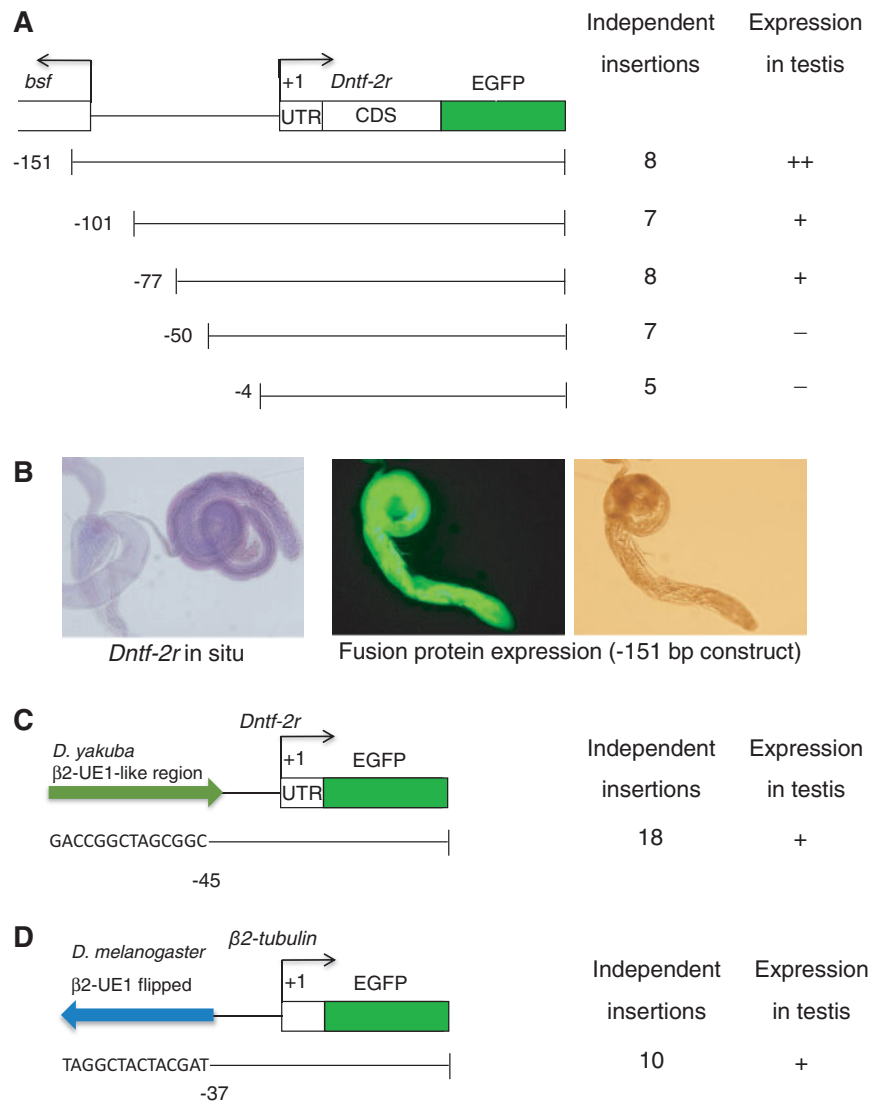 A
Independent insertions
Expression in testis
bsf
+1
Dntf-2r
EGFP
UTR
CDS
-151
8
++
-101
7
+
-77
8
+
-50
7
–
-4
5
–
B
Dntf-2r in situ
Fusion protein expression (-151 bp construct)
C
Dntf-2r
D. yakuba
β2-UE1-like region
+1
EGFP
UTR
Independent insertions
Expression in testis
GACCGGCTAGCGGC
18
+
-45
D
D. melanogaster
β2-tubulin
β2-UE1 flipped
+1
EGFP
Independent insertions
Expression in testis
TAGGCTACTACGAT
10
+
-37